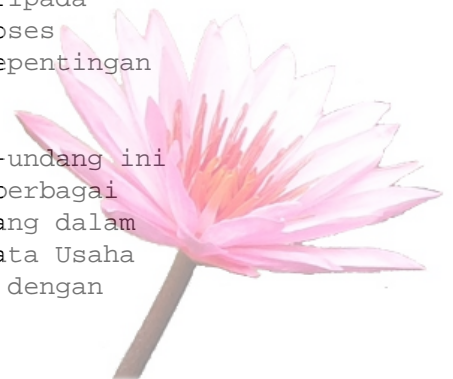 ripada
oses
epentingan
-undang ini
berbagai
ang dalam
ata Usaha
dengan